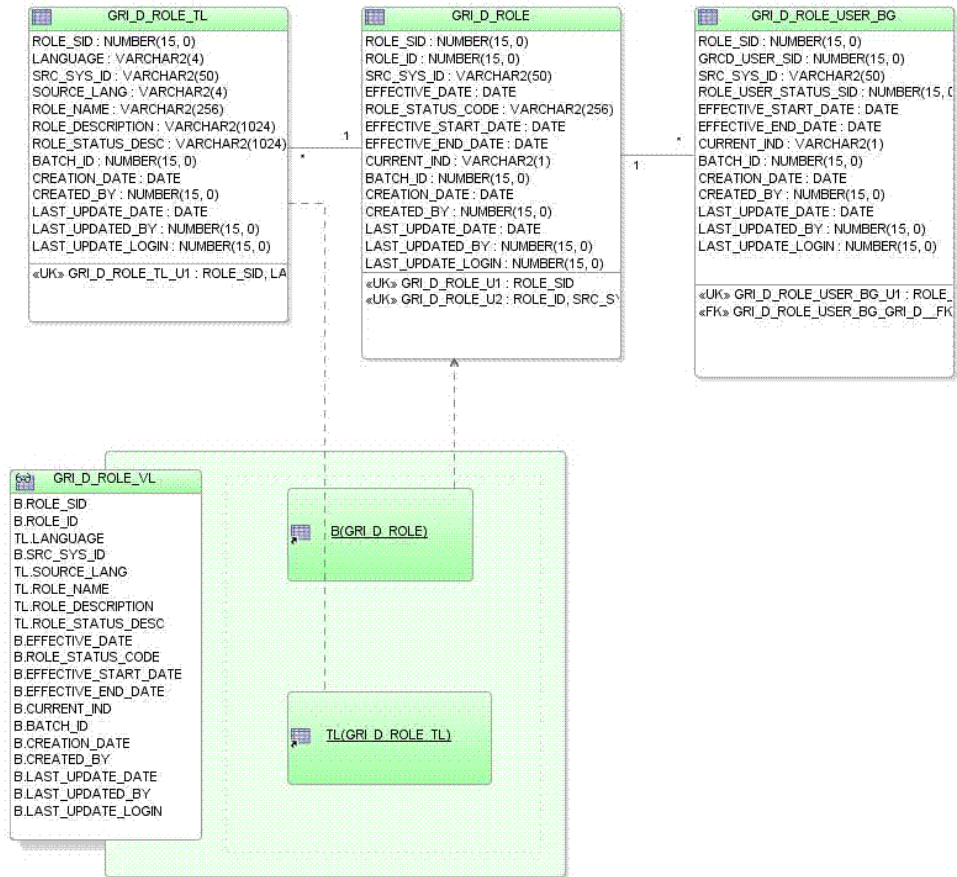 GRI_D_ROLE_TL
ROLE_SID : NUMBER(15, 0)
LANGUAGE : VARCHAR2(4)
SRC_SYS_ID : VARCHAR2(50)
SOURCE_LANG : VARCHAR2(4)
ROLE_NAME : VARCHAR2(256)
ROLE_DESCRIPTION : VARCHAR2(1024)
ROLE_STATUS_DESC : VARCHAR2(1024)
BATCH_ID : NUMBER(15, 0)
CREATION_DATE : DATE
CREATED_BY : NUMBER(15, 0)
LAST_UPDATE_DATE : DATE
LAST_UPDATED_BY : NUMBER(15, 0)
LAST_UPDATE_LOGIN : NUMBER(15, 0)
«UK» GRI_D_ROLE_TL_U1 : ROLE_SID, LA
*
1
GRI_D_ROLE
ROLE_SID : NUMBER(15, 0)
ROLE_ID : NUMBER(15, 0)
SRC_SYS_ID : VARCHAR2(50)
EFFECTIVE_DATE : DATE
ROLE_STATUS_CODE : VARCHAR2(256)
EFFECTIVE_START_DATE : DATE
EFFECTIVE_END_DATE : DATE
CURRENT_IND : VARCHAR2(1)
BATCH_ID : NUMBER(15, 0)
CREATION_DATE : DATE
CREATED_BY : NUMBER(15, 0)
LAST_UPDATE_DATE : DATE
LAST_UPDATED_BY : NUMBER(15, 0)
LAST_UPDATE_LOGIN : NUMBER(15, 0)
«UK» GRI_D_ROLE_U1 : ROLE_SID
«UK» GRI_D_ROLE_U2 : ROLE_ID, SRC_SY
1
*
GRI_D_ROLE_USER_BG
ROLE_SID : NUMBER(15, 0)
GRCD_USER_SID : NUMBER(15, 0)
SRC_SYS_ID : VARCHAR2(50)
ROLE_USER_STATUS_SID : NUMBER(15, 0
EFFECTIVE_START_DATE : DATE
EFFECTIVE_END_DATE : DATE
CURRENT_IND : VARCHAR2(1)
BATCH_ID : NUMBER(15, 0)
CREATION_DATE : DATE
CREATED_BY : NUMBER(15, 0)
LAST_UPDATE_DATE : DATE
LAST_UPDATED_BY : NUMBER(15, 0)
LAST_UPDATE_LOGIN : NUMBER(15, 0)
«UK» GRI_D_ROLE_USER_BG_U1 : ROLE_
«FK» GRI_D_ROLE_USER_BG_GRI_D__FK
GRI_D_ROLE_VL
B.ROLE_SID
B.ROLE_ID
TL.LANGUAGE
B.SRC_SYS_ID
TL.SOURCE_LANG
TL.ROLE_NAME
TL.ROLE_DESCRIPTION
TL.ROLE_STATUS_DESC
B.EFFECTIVE_DATE
B.ROLE_STATUS_CODE
B.EFFECTIVE_START_DATE
B.EFFECTIVE_END_DATE
B.CURRENT_IND
B.BATCH_ID
B.CREATION_DATE
B.CREATED_BY
B.LAST_UPDATE_DATE
B.LAST_UPDATED_BY
B.LAST_UPDATE_LOGIN
B(GRI_D_ROLE)
TL(GRI_D_ROLE_TL)